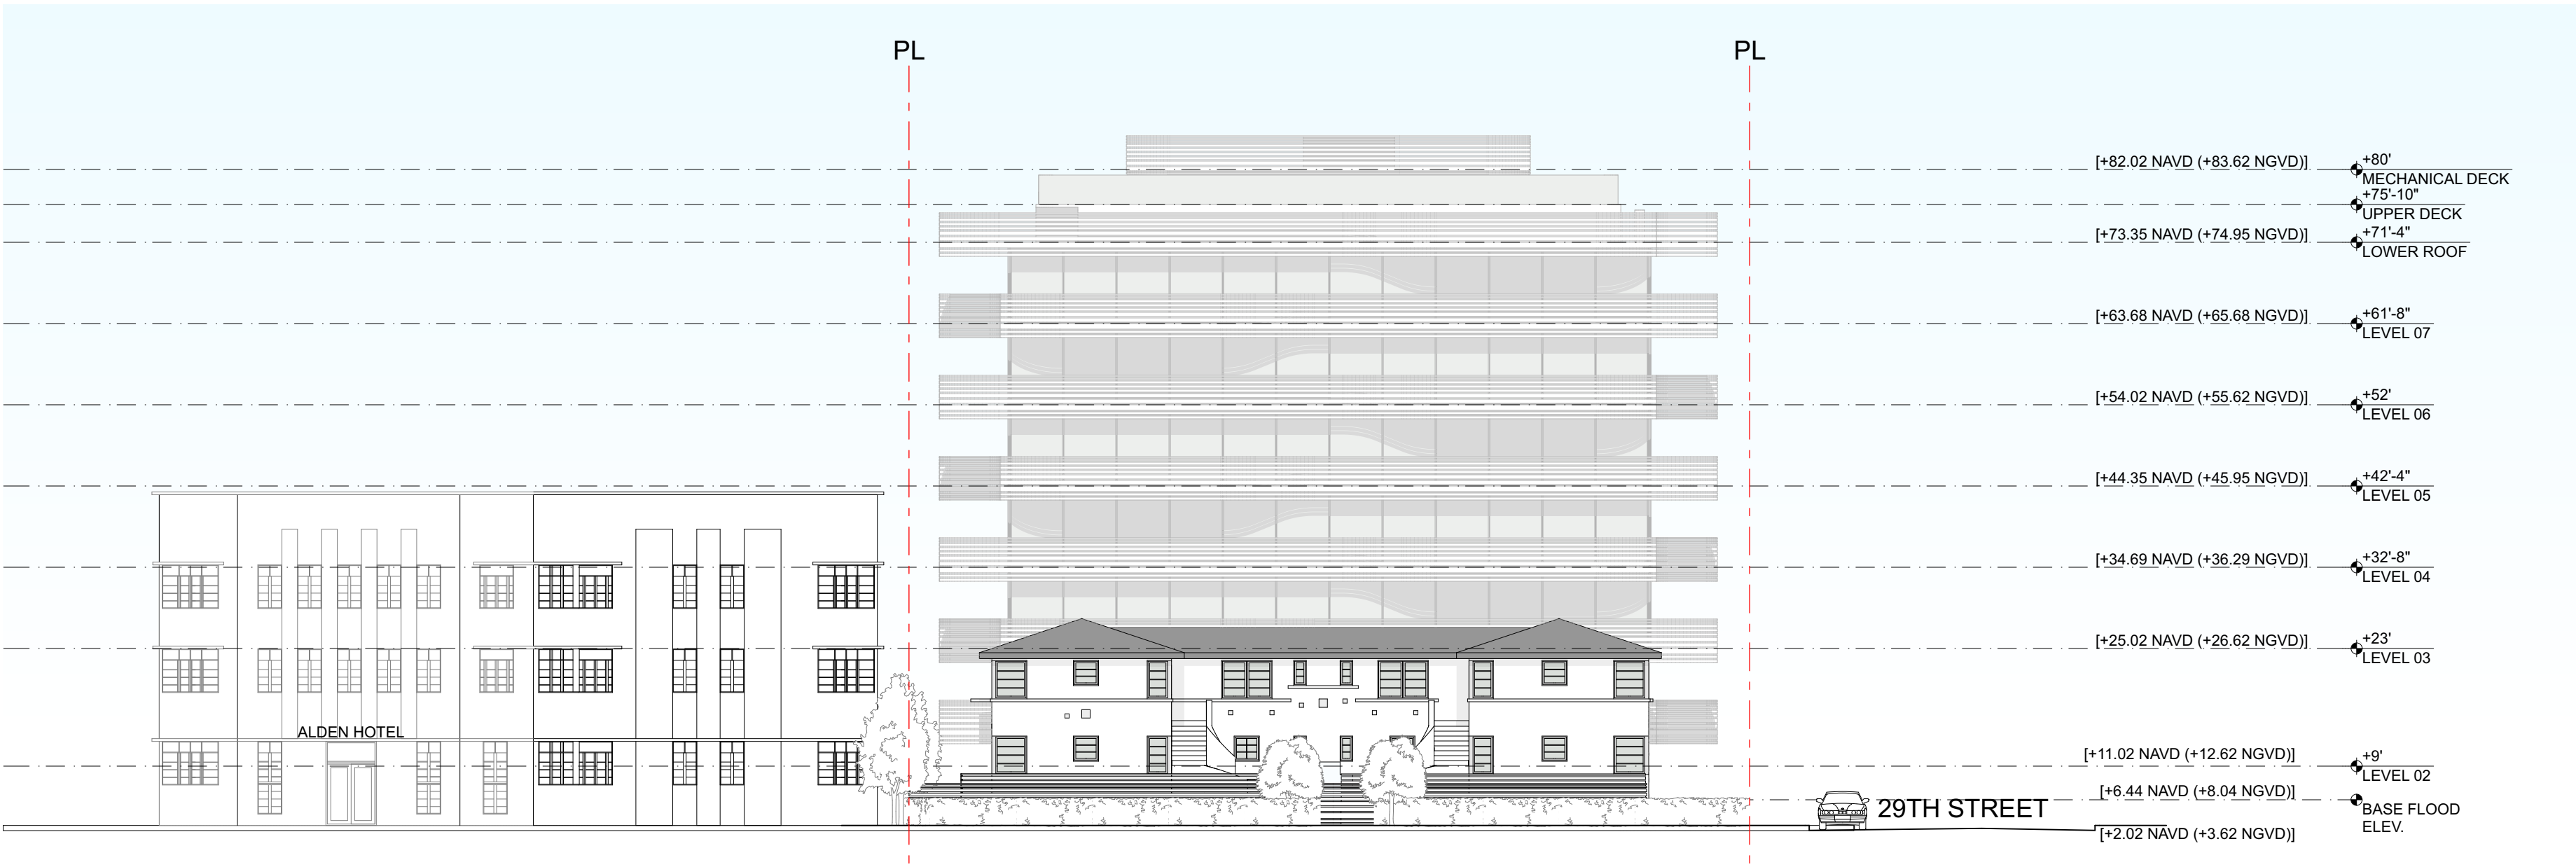 PL
PL
[+82.02 NAVD (+83.62 NGVD)]
+80'
MECHANICAL DECK
+75'-10"
UPPER DECK
[+73.35 NAVD (+74.95 NGVD)]
+71'-4"
LOWER ROOF
[+63.68 NAVD (+65.68 NGVD)]
+61'-8"
LEVEL 07
[+54.02 NAVD (+55.62 NGVD)]
+52'
LEVEL 06
[+44.35 NAVD (+45.95 NGVD)]
+42'-4"
LEVEL 05
[+34.69 NAVD (+36.29 NGVD)]
+32'-8"
LEVEL 04
[+25.02 NAVD (+26.62 NGVD)]
+23'
LEVEL 03
ALDEN HOTEL
[+11.02 NAVD (+12.62 NGVD)]
+9'
LEVEL 02
[+6.44 NAVD (+8.04 NGVD)]
BASE FLOOD
ELEV.
29TH STREET
[+2.02 NAVD (+3.62 NGVD)]